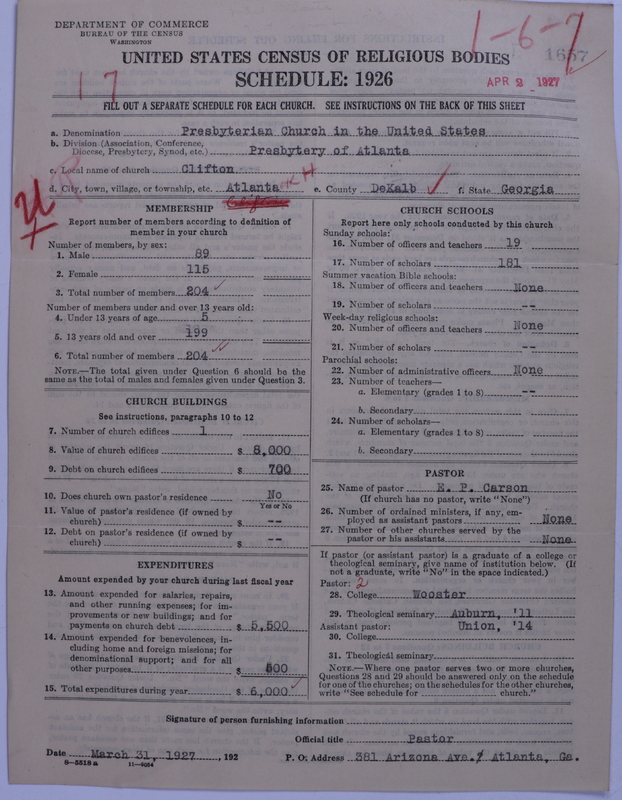 DEPARTMENT OF COMMERCE
BUREAU OF THE CENSUS
WASHINGTON
1-6-7
1657
UNITED STATES CENSUS OF RELIGIOUS BODIES
SCHEDULE: 1926
APR 2 1927
17
FILL OUT A SEPARATE SCHEDULE FOR EACH CHURCH. SEE INSTRUCTIONS ON THE BACK OF THIS SHEET
a. Denomination Presbyterian Church in the United States
b. Division (Association, Conference, Diocese, Presbytery, Synod, etc.) Presbytery of Atlanta
c. Local name of church Clifton
d. City, town, village, or township, etc. Atlanta e. County DeKalb f. State Georgia
MEMBERSHIP
Report number of members according to definition of member in your church
Number of members, by sex:
1. Male 89
2. Female 115
3. Total number of members 204
Number of members under and over 13 years old:
4. Under 13 years of age 5
5. 13 years old and over 199
6. Total number of members 204
NOTE.—The total given under Question 6 should be the same as the total of males and females given under Question 3.
CHURCH BUILDINGS
See instructions, paragraphs 10 to 12
7. Number of church edifices 1
8. Value of church edifices $ 8,000
9. Debt on church edifices $ 700
10. Does church own pastor's residence No
Yes or No
11. Value of pastor's residence (if owned by church) $ --
12. Debt on pastor's residence (if owned by church) $ --
EXPENDITURES
Amount expended by your church during last fiscal year
13. Amount expended for salaries, repairs, and other running expenses; for improvements or new buildings; and for payments on church debt $ 5,500
14. Amount expended for benevolences, including home and foreign missions; for denominational support; and for all other purposes $ 500
15. Total expenditures during year $ 6,000
CHURCH SCHOOLS
Report here only schools conducted by this church
Sunday schools:
16. Number of officers and teachers 19
17. Number of scholars 181
Summer vacation Bible schools:
18. Number of officers and teachers None
19. Number of scholars --
Week-day religious schools:
20. Number of officers and teachers None
21. Number of scholars --
Parochial schools:
22. Number of administrative officers None
23. Number of teachers—
a. Elementary (grades 1 to 8) --
b. Secondary
24. Number of scholars—
a. Elementary (grades 1 to 8)
b. Secondary
PASTOR
25. Name of pastor E. P. Carson
(If church has no pastor, write "None")
26. Number of ordained ministers, if any, employed as assistant pastors None
27. Number of other churches served by the pastor or his assistants None
If pastor (or assistant pastor) is a graduate of a college or theological seminary, give name of institution below. (If not a graduate, write "No" in the space indicated.)
Pastor: 2
28. College Wooster
29. Theological seminary Auburn, '11
Assistant pastor: Union, '14
30. College
31. Theological seminary
NOTE.—Where one pastor serves two or more churches, Questions 28 and 29 should be answered only on the schedule for one of the churches; on the schedules for the other churches, write "See schedule for church."
Signature of person furnishing information
Official title Pastor
Date March 31, 1927, 192 P. O. Address 381 Arizona Ave. Atlanta, Ga.
8-5518a 11-9054